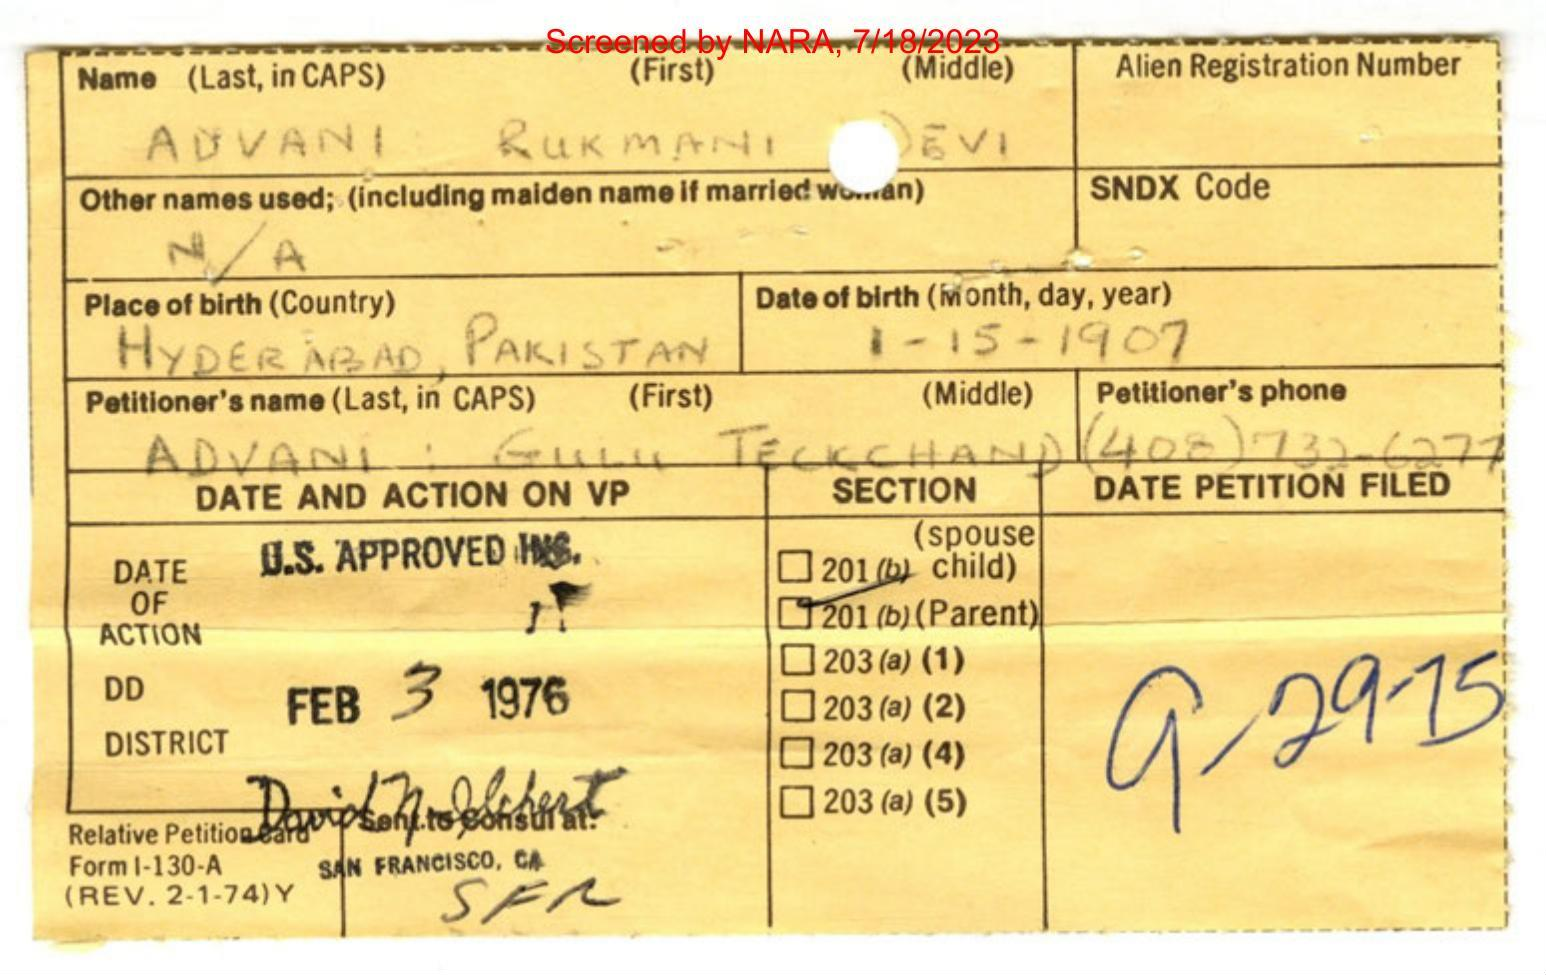 Screened by NARA, 7/18/2023
Name (Last, in CAPS) (First) (Middle) Alien Registration Number
ADVANI RUKMANI DEVI
Other names used; (including maiden name if married woman) SNDX Code
N/A
Place of birth (Country) Date of birth (Month, day, year)
HYDERABAD, PAKISTAN 1-15-1907
Petitioner's name (Last, in CAPS) (First) (Middle) Petitioner's phone
ADVANI : GULU TECKCHAND (408) 732-6277
DATE AND ACTION ON VP SECTION DATE PETITION FILED
U.S. APPROVED INS.
(spouse
201 (b) child)
DATE
OF
ACTION
201 (b) (Parent)
203 (a) (1)
DD
FEB 3 1976
203 (a) (2)
9-29-75
DISTRICT
203 (a) (4)
203 (a) (5)
Relative Petition Card
Sent to Consul at:
Form I-130-A
SAN FRANCISCO, CA
(REV. 2-1-74) Y
SFR